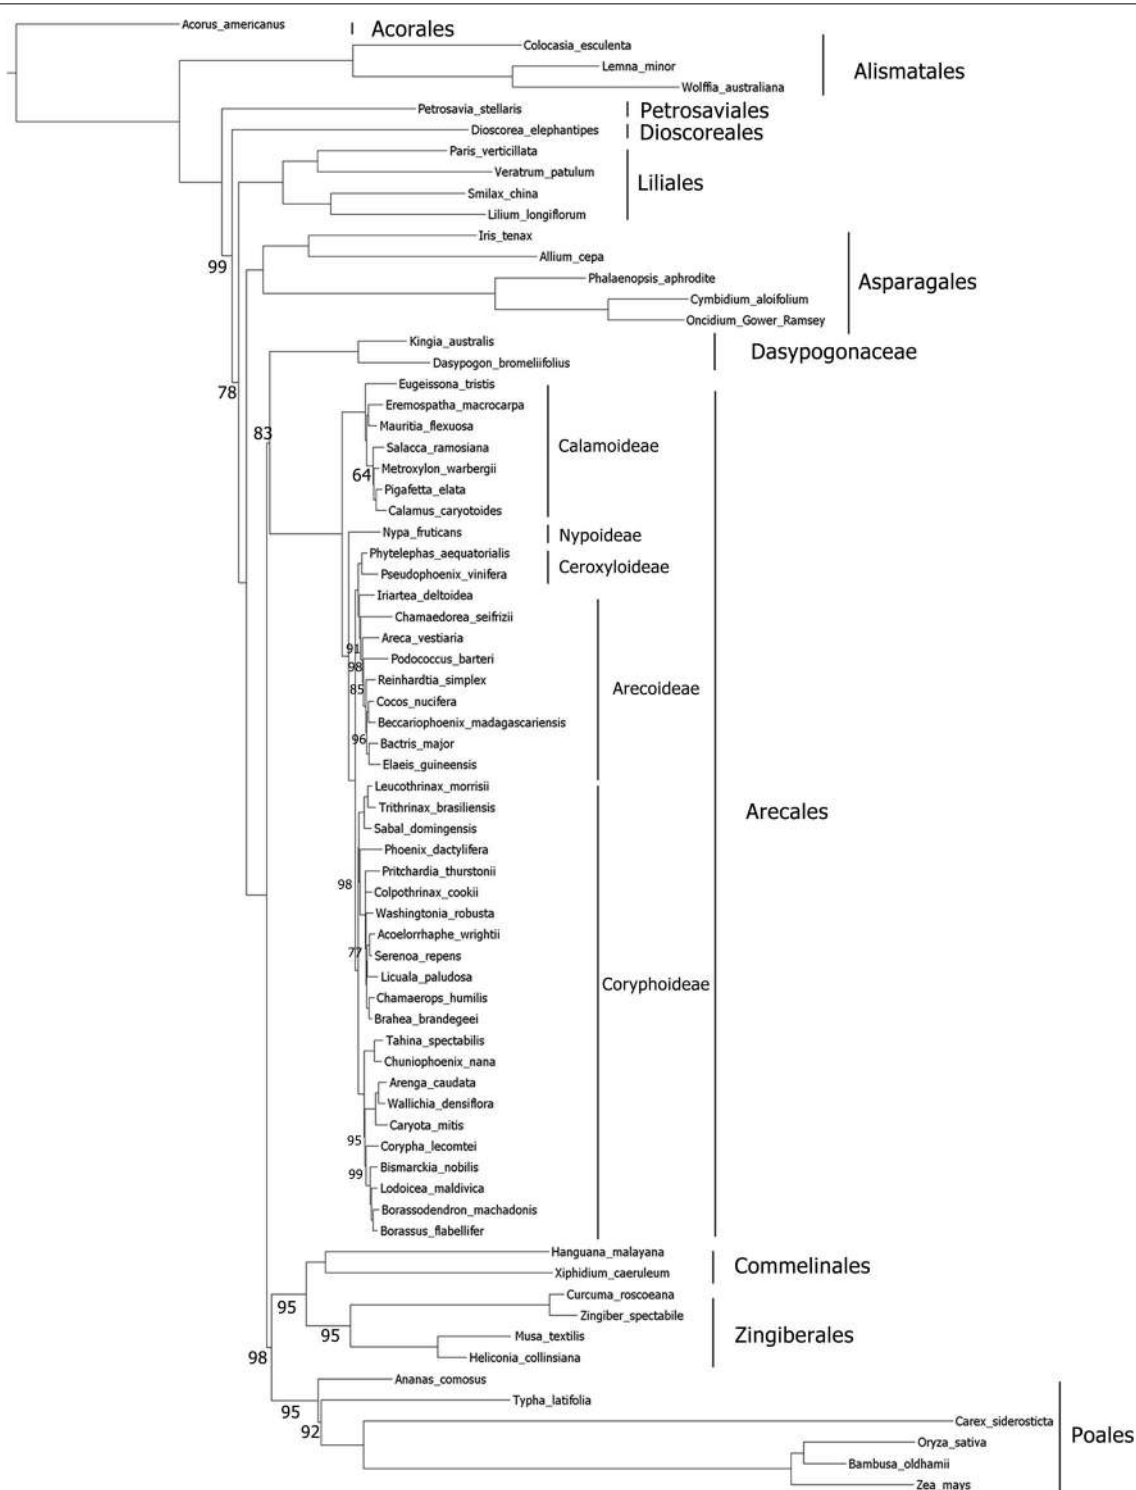 Acorus_americanus
Acorales
Colocasia_esculenta
Lemna_minor
Alismatales
Wolffia_australiana
Petrosavia_stellaris
Petrosaviales
Dioscorea_elephantipes
Dioscoreales
Paris_verticillata
Veratrum_patulum
Liliales
Smilax_china
Lilium_longiflorum
Iris_tenax
Allium_cepa
99
Phalaenopsis_aphrodite
Asparagales
Cymbidium_aloifolium
Oncidium_Gower_Ramsey
Kingia_australis
Dasypogonaceae
Dasypogon_bromeliifolius
Eugeissona_tristis
78
Eremospatha_macrocarpa
Mauritia_flexuosa
83
Salacca_ramosiana
Calamoideae
Metroxylon_warbergii
64
Pigafetta_elata
Calamus_caryotoides
Nypa_fruticans
Nypoideae
Phytelephas_aequatorialis
Ceroxyloideae
Pseudophoenix_vinifera
Iriartea_deltoidea
Chamaedorea_seifrizii
Areca_vestiaria
91
Podococcus_barteri
98
Reinhardtia_simplex
85
Arecoideae
Cocos_nucifera
Beccariophoenix_madagascariensis
96
Bactris_major
Elaeis_guineensis
Leucothrinax_morrisii
Trithrinax_brasiliensis
Arecales
Sabal_domingensis
Phoenix_dactylifera
Pritchardia_thurstonii
98
Colpothrinax_cookii
Washingtonia_robusta
Acoelorrhaphe_wrightii
77
Serenoa_repens
Licuala_paludosa
Coryphoideae
Chamaerops_humilis
Brahea_brandegeei
Tahina_spectabilis
Chuniophoenix_nana
Arenga_caudata
Wallichia_densiflora
Caryota_mitis
95
Corypha_lecomtei
Bismarckia_nobilis
99
Lodoicea_maldivica
Borassodendron_machadonis
Borassus_flabellifer
Hanguana_malayana
Commelinales
Xiphidium_caeruleum
Curcuma_roscoeana
95
Zingiber_spectabile
95
Musa_textilis
Zingiberales
Heliconia_collinsiana
98
Ananas_comosus
Typha_latifolia
95
Carex_siderosticta
92
Poales
Oryza_sativa
Bambusa_oldhamii
Zea_mays